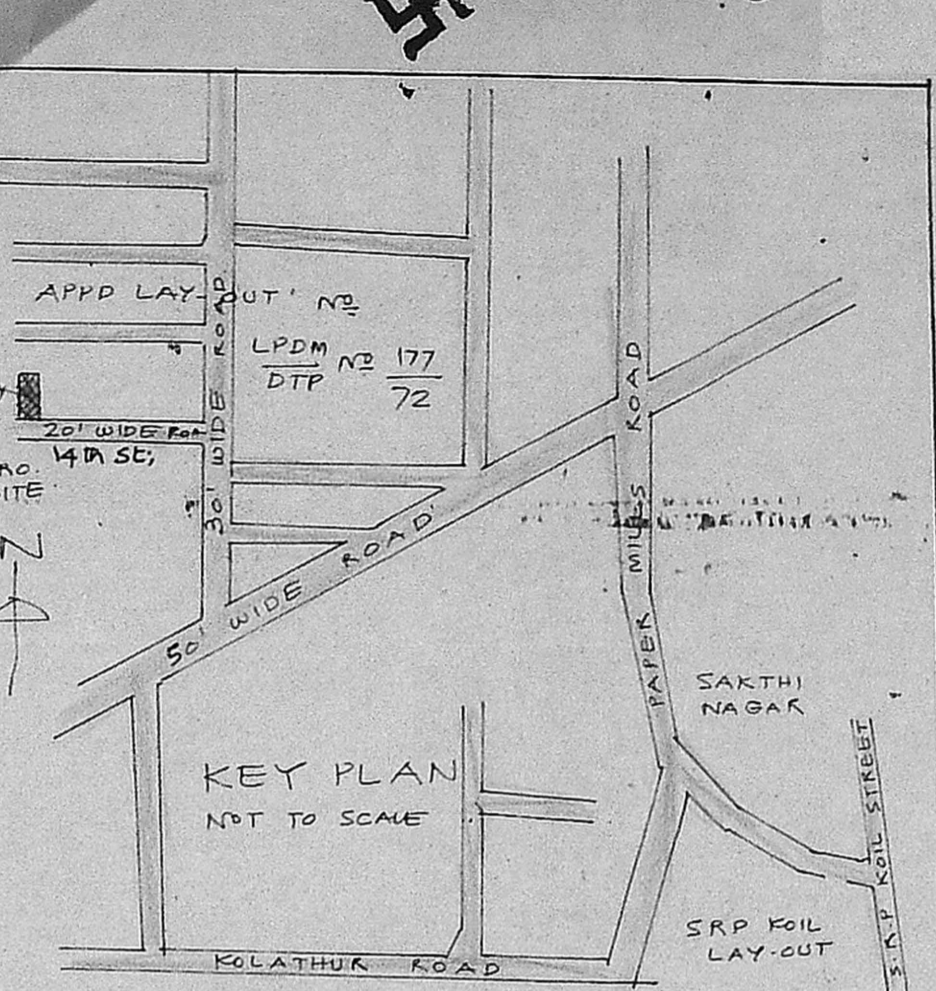 APPD LAY-OUT' No
LPDM
DTP
No 177
72
20' WIDE ROA
14th St;
ITE
N
30' WIDE ROAD
50' WIDE ROAD'
PAPER MILLS ROAD
SAKTHI
NAGAR
KEY PLAN
NOT TO SCALE
S.R.P KOIL STREET
SRP KOIL
LAY-OUT
KOLATHUR ROAD